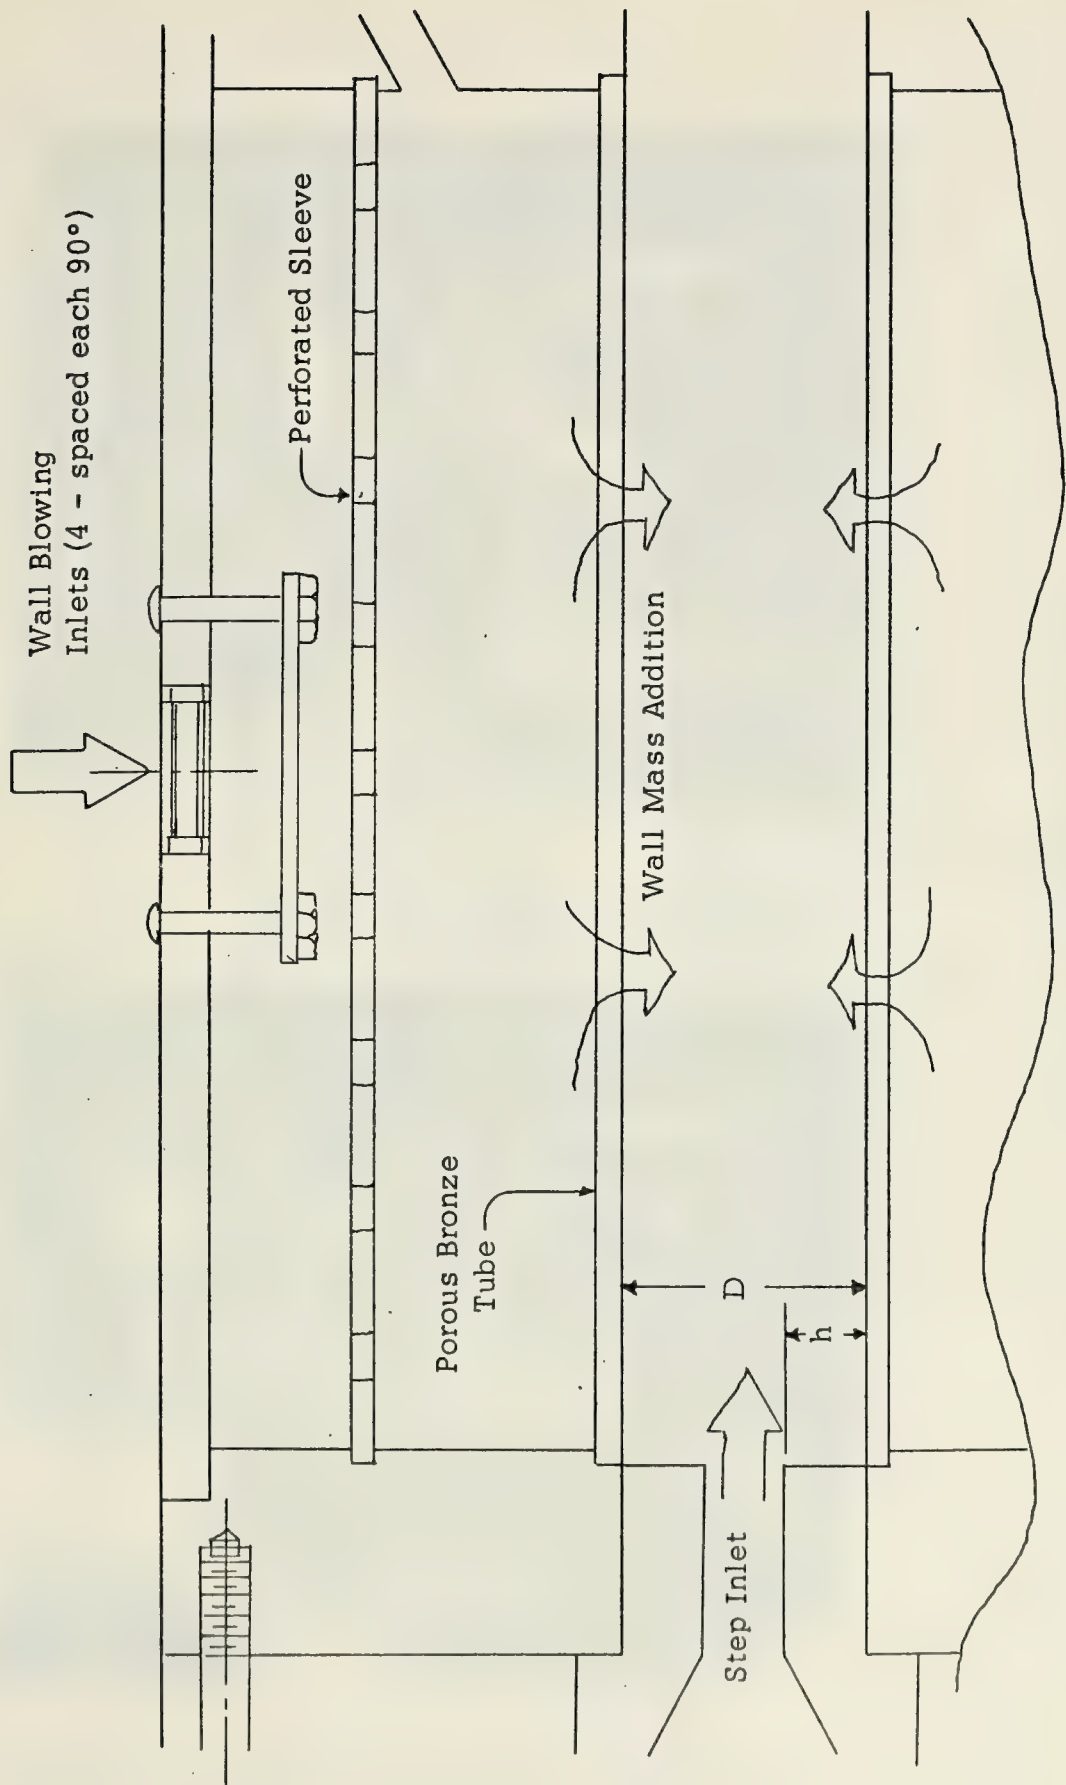 Wall Blowing
Inlets (4 - spaced each 90°)
Perforated Sleeve
Porous Bronze
Tube
Wall Mass Addition
D
h
Step Inlet